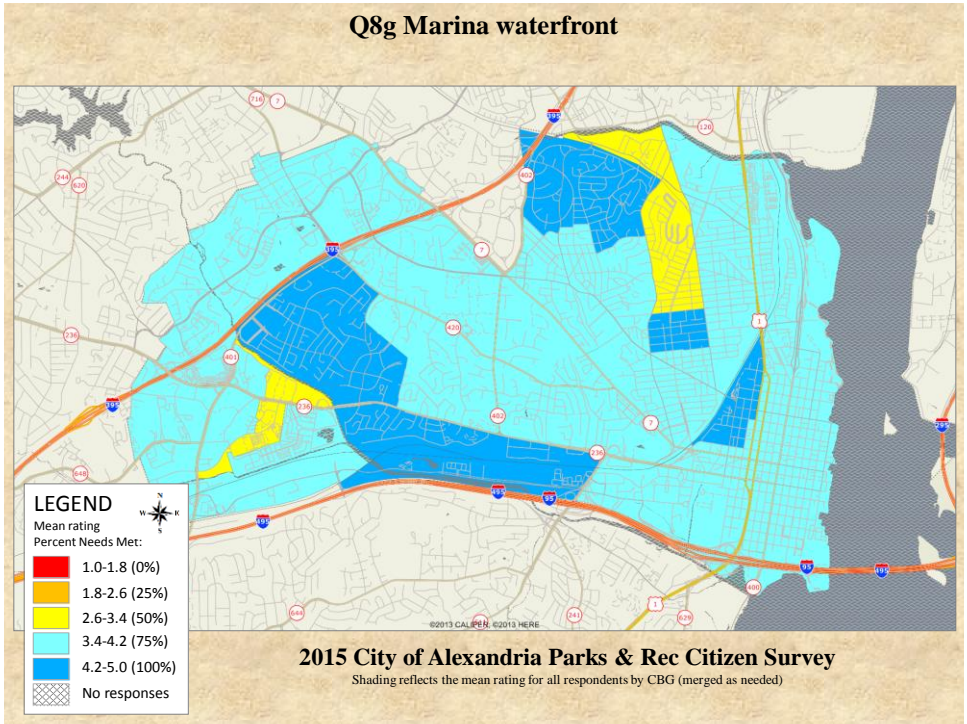 Q8g Marina waterfront
395
716
7
120
402
244
620
7
395
1
236
420
401
395
236
402
7
236
295
648
495
95
495
95
495
400
1
644
241
629
©2013 CALIPER, ©2013 HERE
LEGEND
N
W
E
S
Mean rating
Percent Needs Met:
1.0-1.8 (0%)
1.8-2.6 (25%)
2.6-3.4 (50%)
3.4-4.2 (75%)
4.2-5.0 (100%)
No responses
2015 City of Alexandria Parks & Rec Citizen Survey
Shading reflects the mean rating for all respondents by CBG (merged as needed)